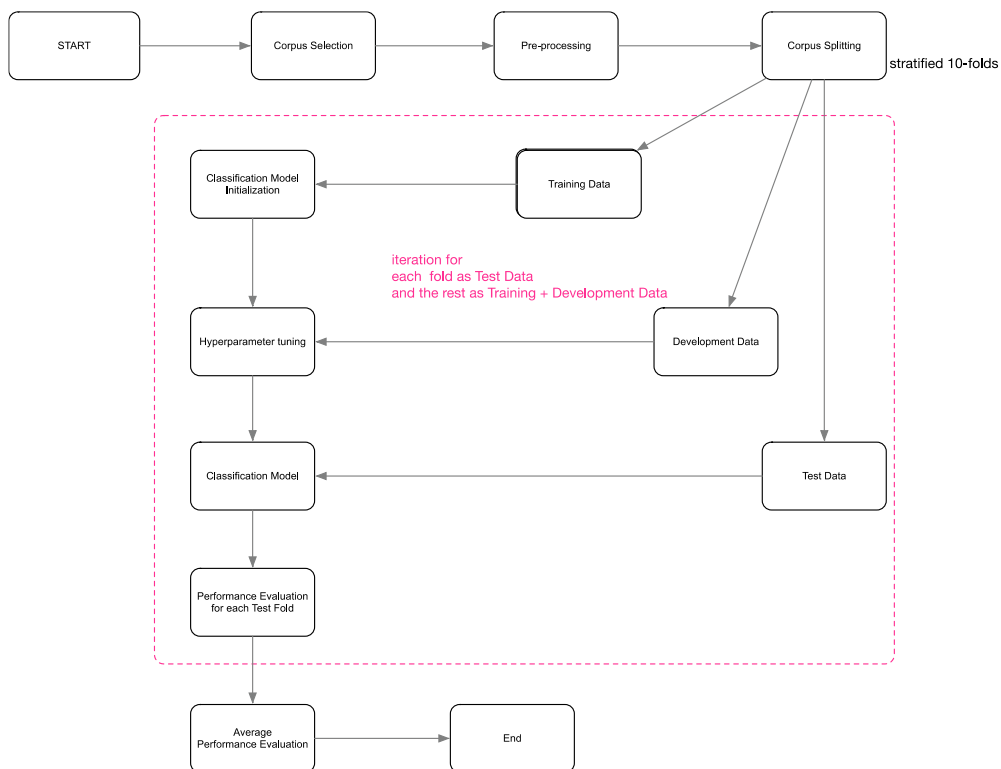 START
Corpus Selection
Pre-processing
Corpus Splitting
stratified 10-folds
Classification Model
Initialization
Training Data
iteration for
each  fold as Test Data
and the rest as Training + Development Data
Hyperparameter tuning
Development Data
Classification Model
Test Data
Performance Evaluation
for each Test Fold
Average
Performance Evaluation
End